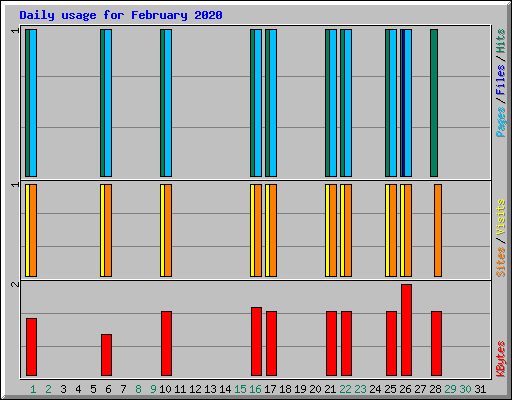 Daily usage for February 2020
1
Pages / Files / Hits
1
Sites / Visits
2
KBytes
1 2 3 4 5 6 7 8 9 10 11 12 13 14 15 16 17 18 19 20 21 22 23 24 25 26 27 28 29 30 31